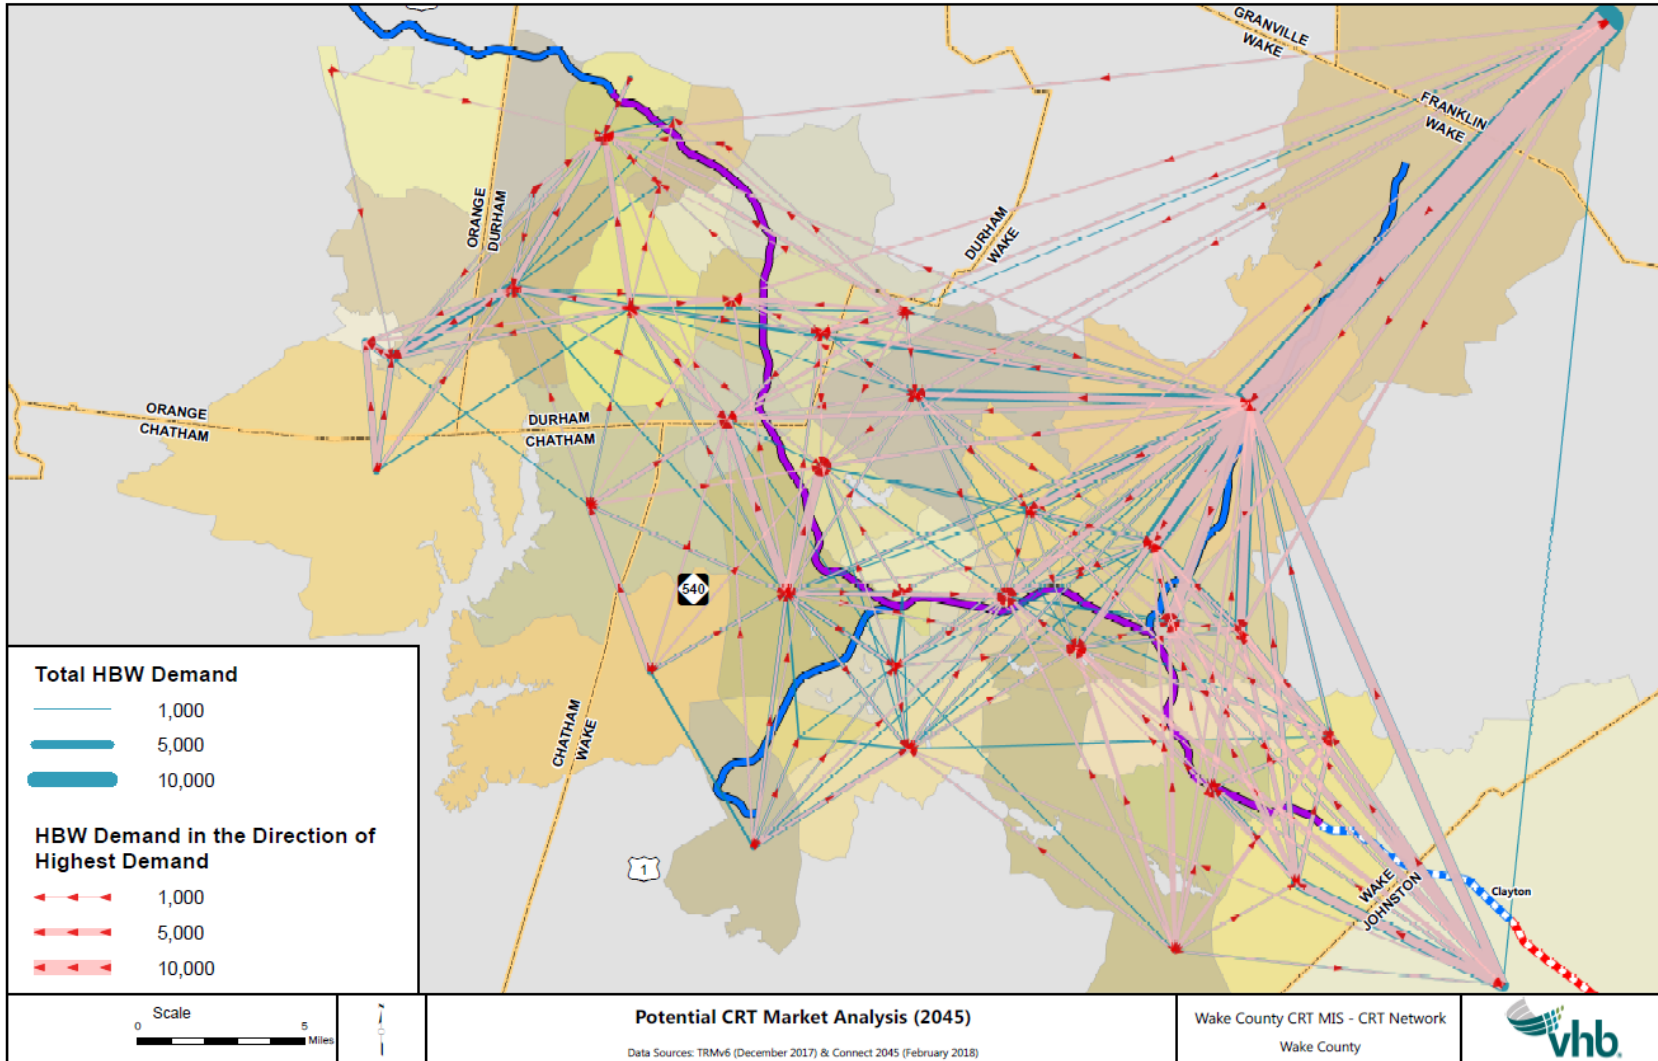 GRANVILLE
WAKE
FRANKLIN
WAKE
ORANGE
DURHAM
DURHAM
WAKE
ORANGE
CHATHAM
DURHAM
CHATHAM
540
CHATHAM
WAKE
1
WAKE
JOHNSTON
Clayton
Total HBW Demand
1,000
5,000
10,000
HBW Demand in the Direction of
Highest Demand
1,000
5,000
10,000
Scale
0 5
Miles
Potential CRT Market Analysis (2045)
Data Sources: TRMv6 (December 2017) & Connect 2045 (February 2018)
Wake County CRT MIS - CRT Network
Wake County
vhb